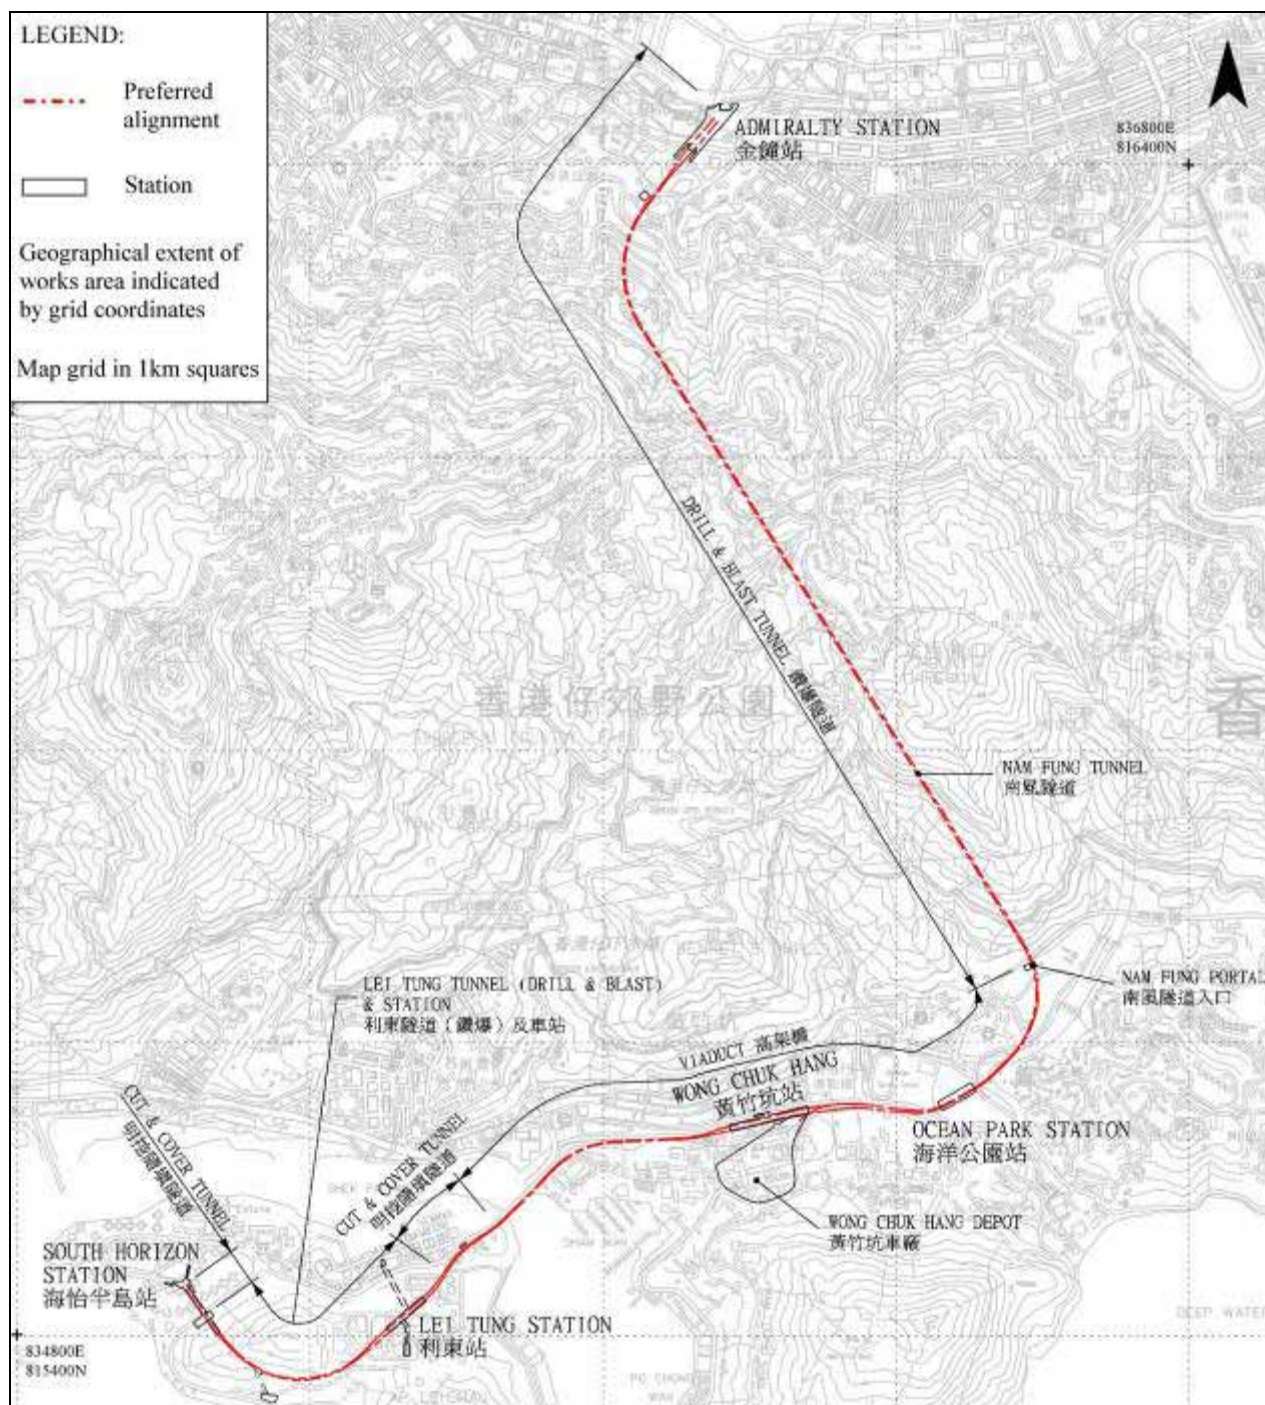 LEGEND:
Preferred
alignment
Station
Geographical extent of
works area indicated
by grid coordinates
Map grid in 1km squares
ADMIRALTY STATION
金鐘站
836800E
816400N
DRILL & BLAST TUNNEL 鑽爆隧道
香港仔郊野公園
香
NAM FUNG TUNNEL
南風隧道
NAM FUNG PORTAL
南風隧道入口
LEI TUNG TUNNEL (DRILL & BLAST)
& STATION
利東隧道(鑽爆)及車站
VIADUCT 高架橋
WONG CHUK HANG
黃竹坑站
OCEAN PARK STATION
海洋公園站
CUT & COVER TUNNEL
明挖隨填隧道
CUT & COVER TUNNEL
明挖隨填隧道
WONG CHUK HANG DEPOT
黃竹坑車廠
SOUTH HORIZON
STATION
海怡半島站
LEI TUNG STATION
利東站
DEEP WATER
834800E
815400N